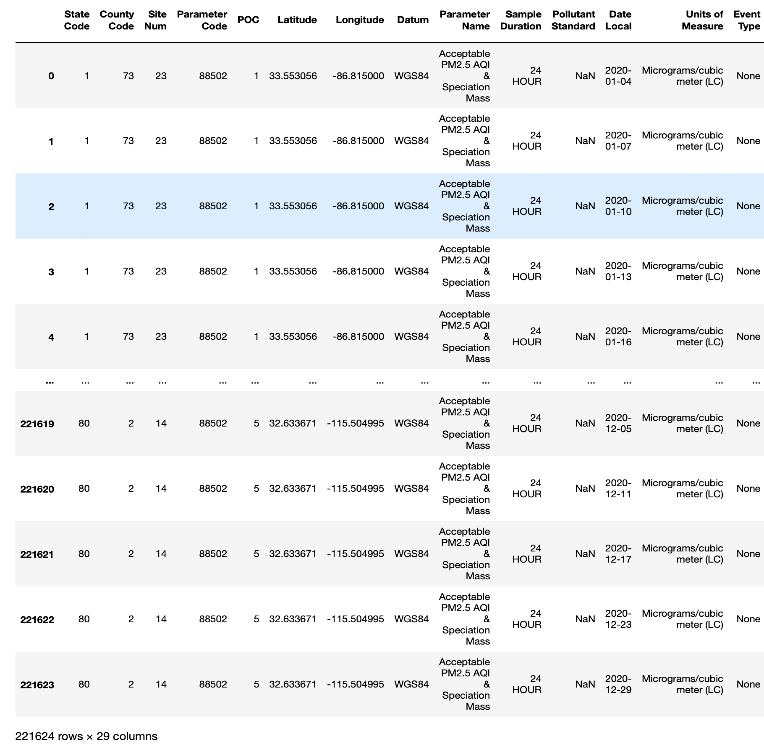 State Code County Code Site Num Parameter Code POC Latitude Longitude Datum Parameter Name Sample Duration Pollutant Standard Date Local Units of Measure Event Type
0 1 73 23 88502 1 33.553056 -86.815000 WGS84 Acceptable PM2.5 AQI & Speciation Mass 24 HOUR NaN 2020-01-04 Micrograms/cubic meter (LC) None
1 1 73 23 88502 1 33.553056 -86.815000 WGS84 Acceptable PM2.5 AQI & Speciation Mass 24 HOUR NaN 2020-01-07 Micrograms/cubic meter (LC) None
2 1 73 23 88502 1 33.553056 -86.815000 WGS84 Acceptable PM2.5 AQI & Speciation Mass 24 HOUR NaN 2020-01-10 Micrograms/cubic meter (LC) None
3 1 73 23 88502 1 33.553056 -86.815000 WGS84 Acceptable PM2.5 AQI & Speciation Mass 24 HOUR NaN 2020-01-13 Micrograms/cubic meter (LC) None
4 1 73 23 88502 1 33.553056 -86.815000 WGS84 Acceptable PM2.5 AQI & Speciation Mass 24 HOUR NaN 2020-01-16 Micrograms/cubic meter (LC) None
... ... ... ... ... ... ... ... ... ... ... ... ... ... ...
221619 80 2 14 88502 5 32.633671 -115.504995 WGS84 Acceptable PM2.5 AQI & Speciation Mass 24 HOUR NaN 2020-12-05 Micrograms/cubic meter (LC) None
221620 80 2 14 88502 5 32.633671 -115.504995 WGS84 Acceptable PM2.5 AQI & Speciation Mass 24 HOUR NaN 2020-12-11 Micrograms/cubic meter (LC) None
221621 80 2 14 88502 5 32.633671 -115.504995 WGS84 Acceptable PM2.5 AQI & Speciation Mass 24 HOUR NaN 2020-12-17 Micrograms/cubic meter (LC) None
221622 80 2 14 88502 5 32.633671 -115.504995 WGS84 Acceptable PM2.5 AQI & Speciation Mass 24 HOUR NaN 2020-12-23 Micrograms/cubic meter (LC) None
221623 80 2 14 88502 5 32.633671 -115.504995 WGS84 Acceptable PM2.5 AQI & Speciation Mass 24 HOUR NaN 2020-12-29 Micrograms/cubic meter (LC) None
221624 rows × 29 columns